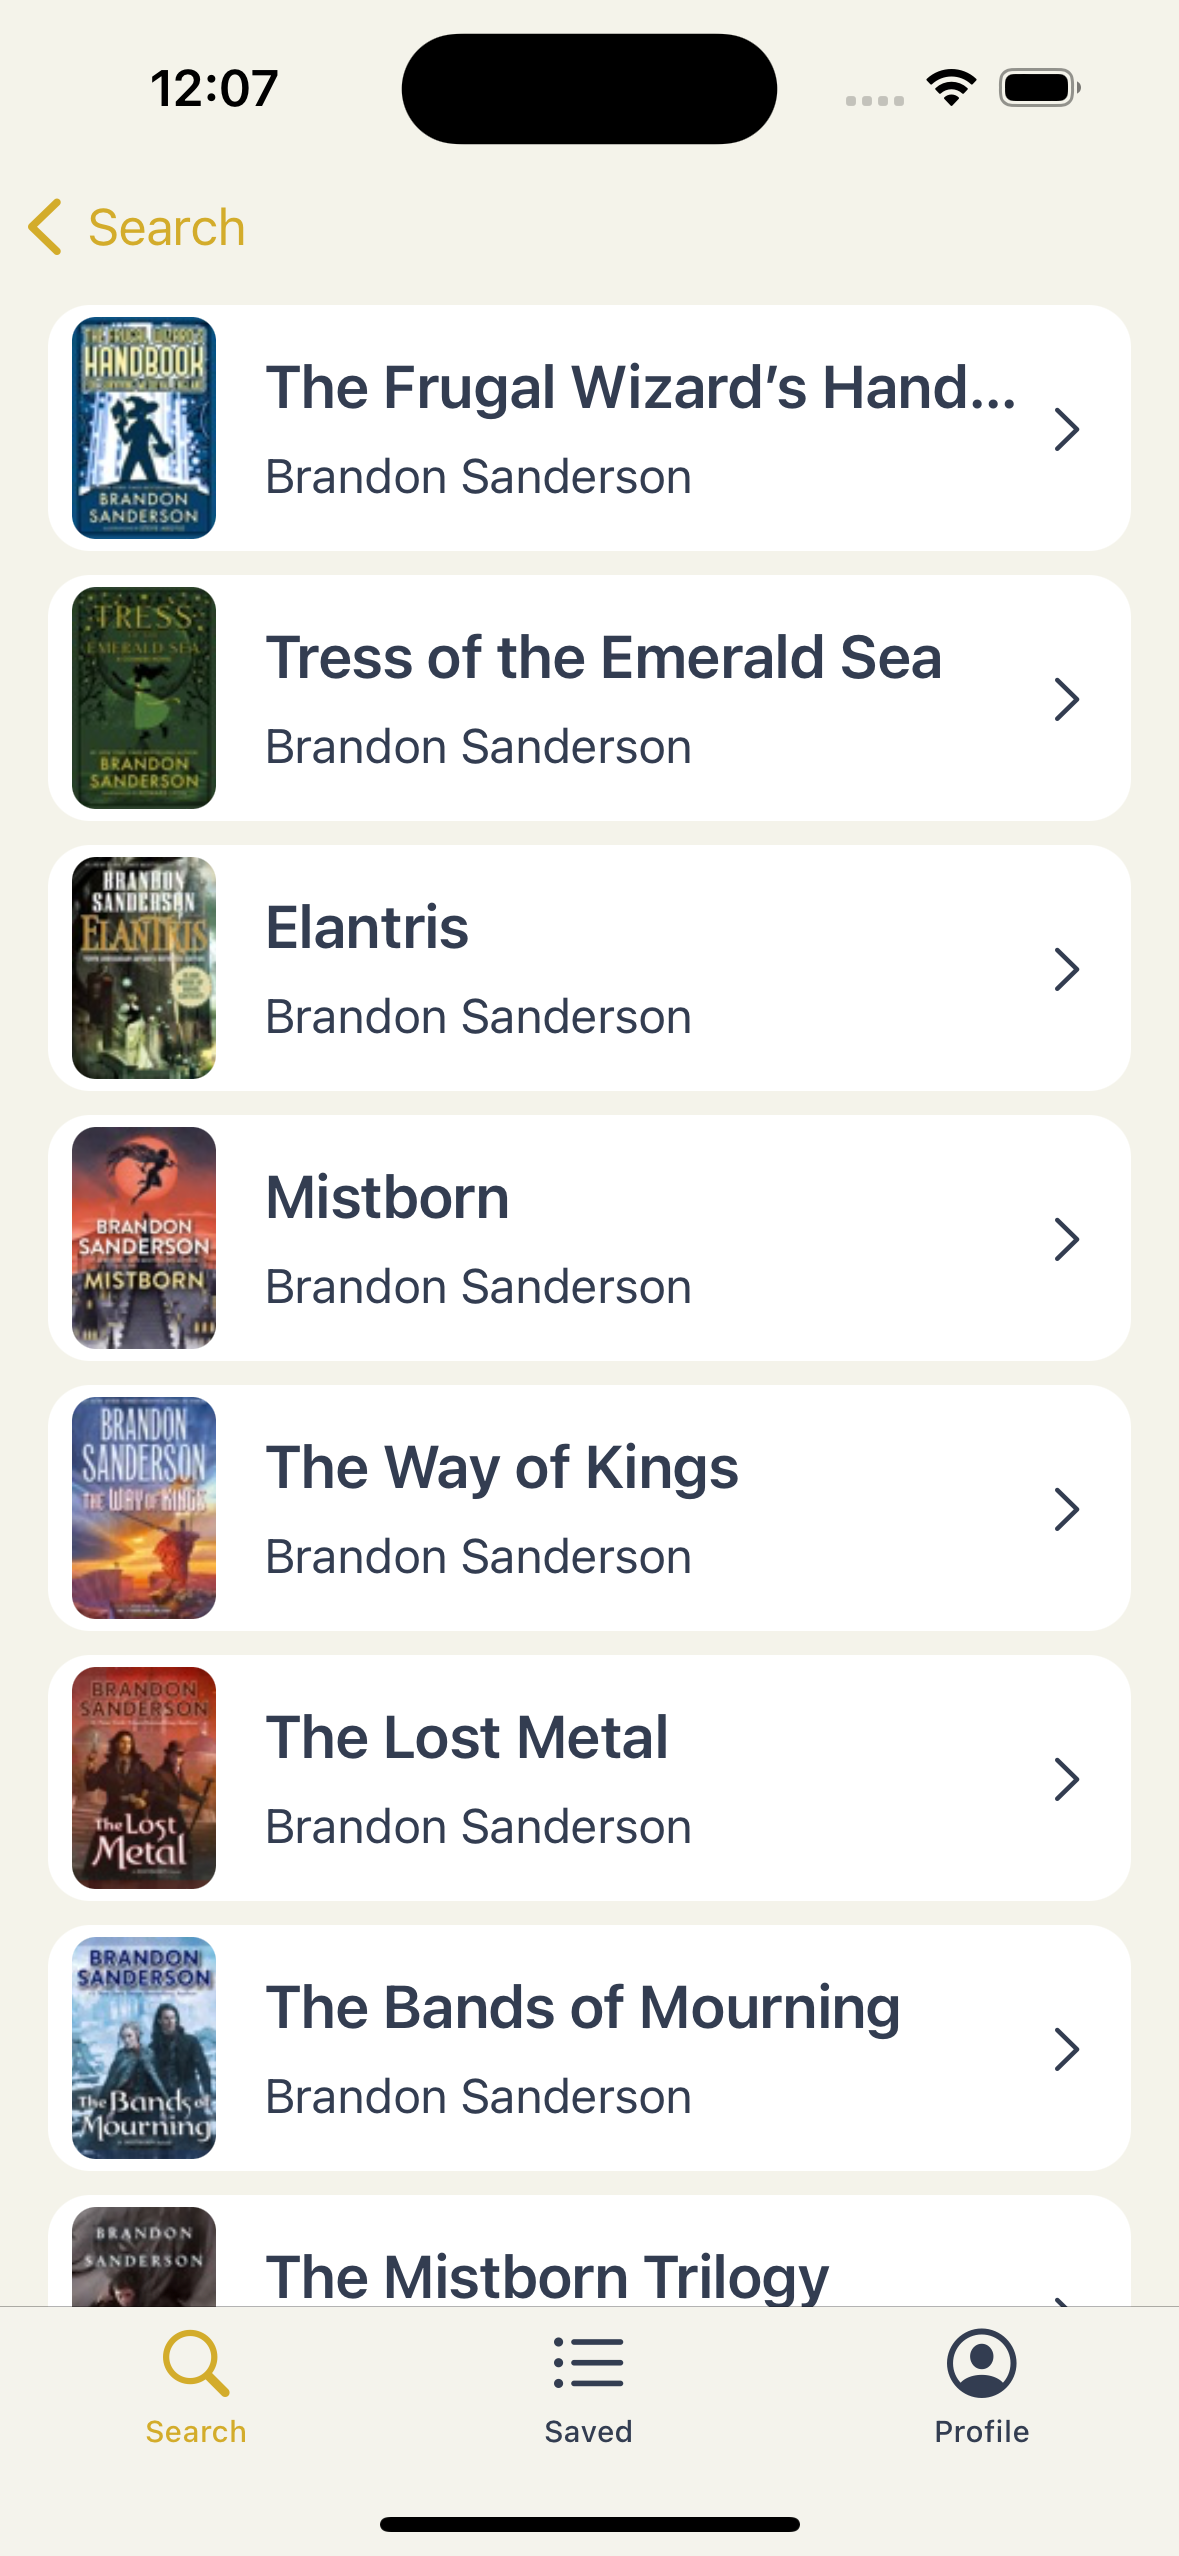 12:07
Search
THE FRUGAL WIZARD'S
HANDBOOK
BRANDON
SANDERSON
The Frugal Wizard’s Hand...
Brandon Sanderson
TRESS
EMERALD SEA
BRANDON
SANDERSON
Tress of the Emerald Sea
Brandon Sanderson
BRANDON
SANDERSON
ELANTRIS
Elantris
Brandon Sanderson
BRANDON
SANDERSON
MISTBORN
Mistborn
Brandon Sanderson
BRANDON
SANDERSON
THE WAY OF KINGS
The Way of Kings
Brandon Sanderson
BRANDON
SANDERSON
The Lost
Metal
The Lost Metal
Brandon Sanderson
BRANDON
SANDERSON
The Bands of
Mourning
The Bands of Mourning
Brandon Sanderson
BRANDON
SANDERSON
The Mistborn Trilogy
Search
Saved
Profile